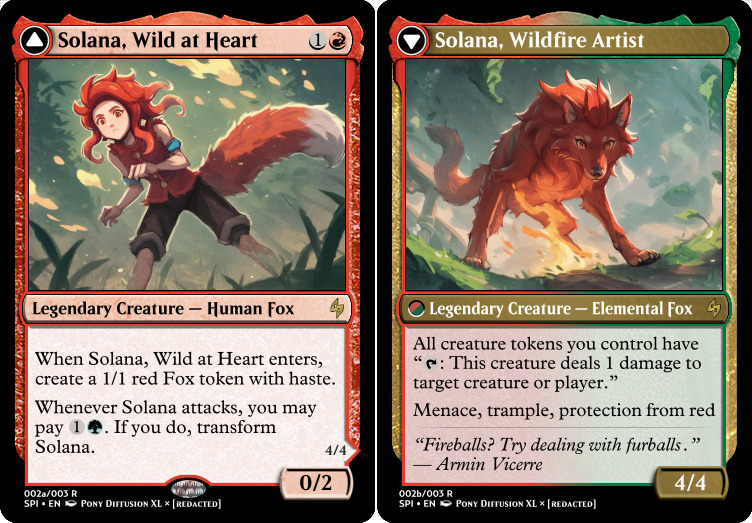 Solana, Wild at Heart 1
Legendary Creature — Human Fox
When Solana, Wild at Heart enters,
create a 1/1 red Fox token with haste.
Whenever Solana attacks, you may
pay 1. If you do, transform
Solana.
4/4
0/2
002a/003 R
SPI • EN Pony Diffusion XL × [redacted]
Solana, Wildfire Artist
Legendary Creature — Elemental Fox
All creature tokens you control have
“: This creature deals 1 damage to
target creature or player.”
Menace, trample, protection from red
“Fireballs? Try dealing with furballs.”
— Armin Vicerre
4/4
002b/003 R
SPI • EN Pony Diffusion XL × [redacted]